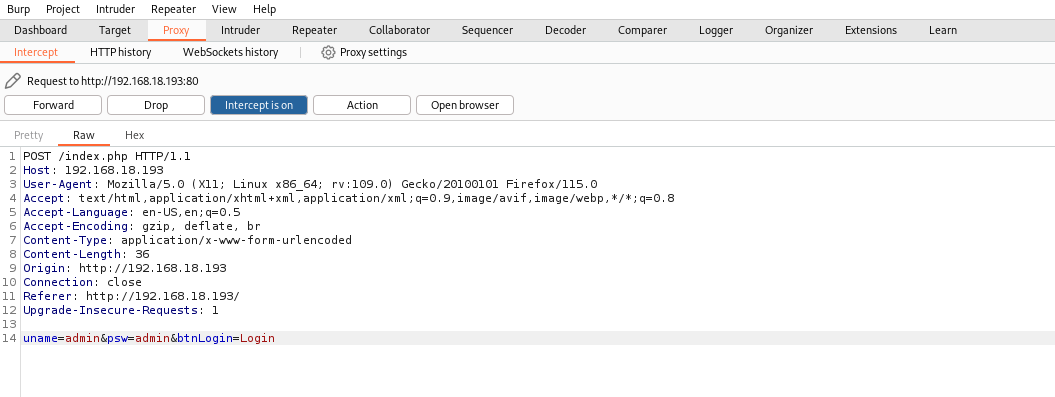 Burp Project Intruder Repeater View Help
Dashboard Target Proxy Intruder Repeater Collaborator Sequencer Decoder Comparer Logger Organizer Extensions Learn
Intercept HTTP history WebSockets history Proxy settings
Request to http://192.168.18.193:80
Forward Drop Intercept is on Action Open browser
Pretty Raw Hex
1 POST /index.php HTTP/1.1
2 Host: 192.168.18.193
3 User-Agent: Mozilla/5.0 (X11; Linux x86_64; rv:109.0) Gecko/20100101 Firefox/115.0
4 Accept: text/html,application/xhtml+xml,application/xml;q=0.9,image/avif,image/webp,*/*;q=0.8
5 Accept-Language: en-US,en;q=0.5
6 Accept-Encoding: gzip, deflate, br
7 Content-Type: application/x-www-form-urlencoded
8 Content-Length: 36
9 Origin: http://192.168.18.193
10 Connection: close
11 Referer: http://192.168.18.193/
12 Upgrade-Insecure-Requests: 1
13
14 uname=admin&psw=admin&btnLogin=Login